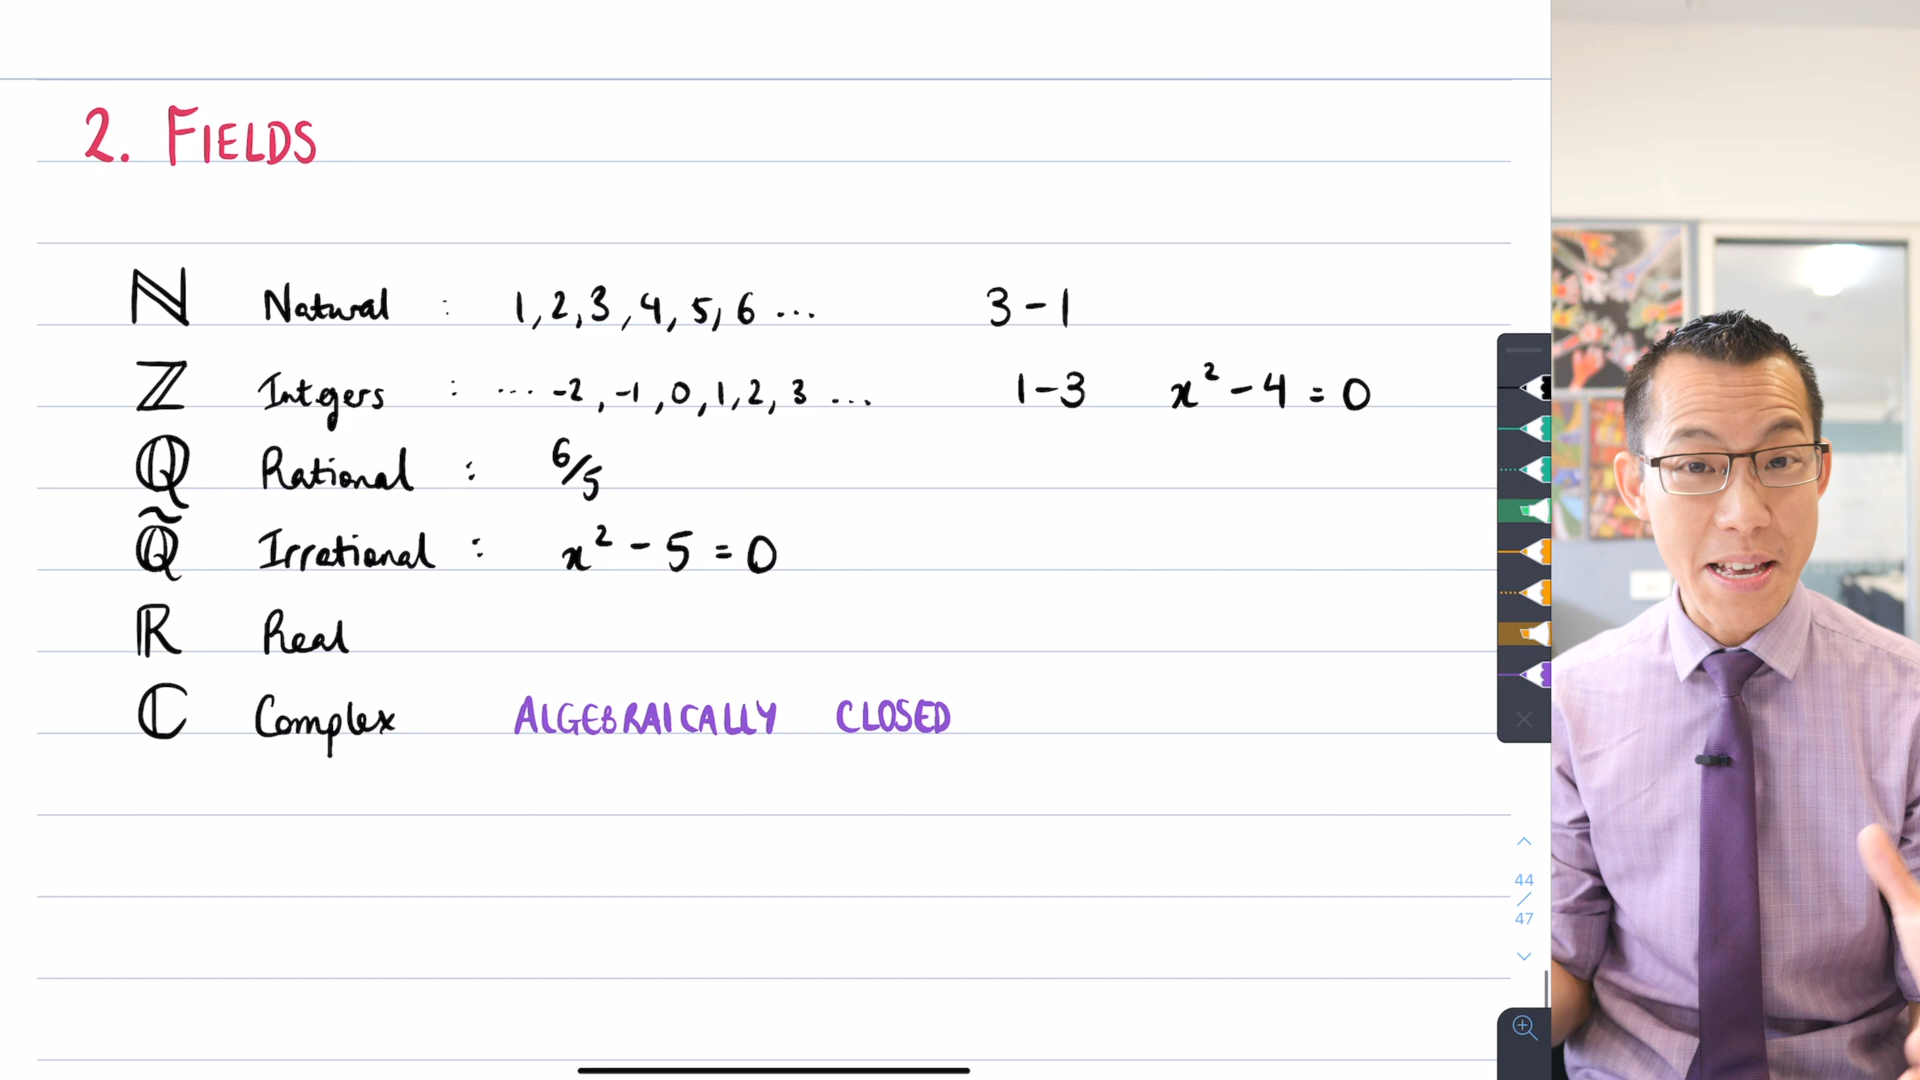 2. FIELDS
ℕ Natural : 1, 2, 3, 4, 5, 6 ... 3 - 1
ℤ Integers : ... -2, -1, 0, 1, 2, 3 ... 1 - 3 x² - 4 = 0
ℚ Rational : 6/5
ℚ̃ Irrational : x² - 5 = 0
ℝ Real
ℂ Complex ALGEBRAICALLY CLOSED
44
/
47